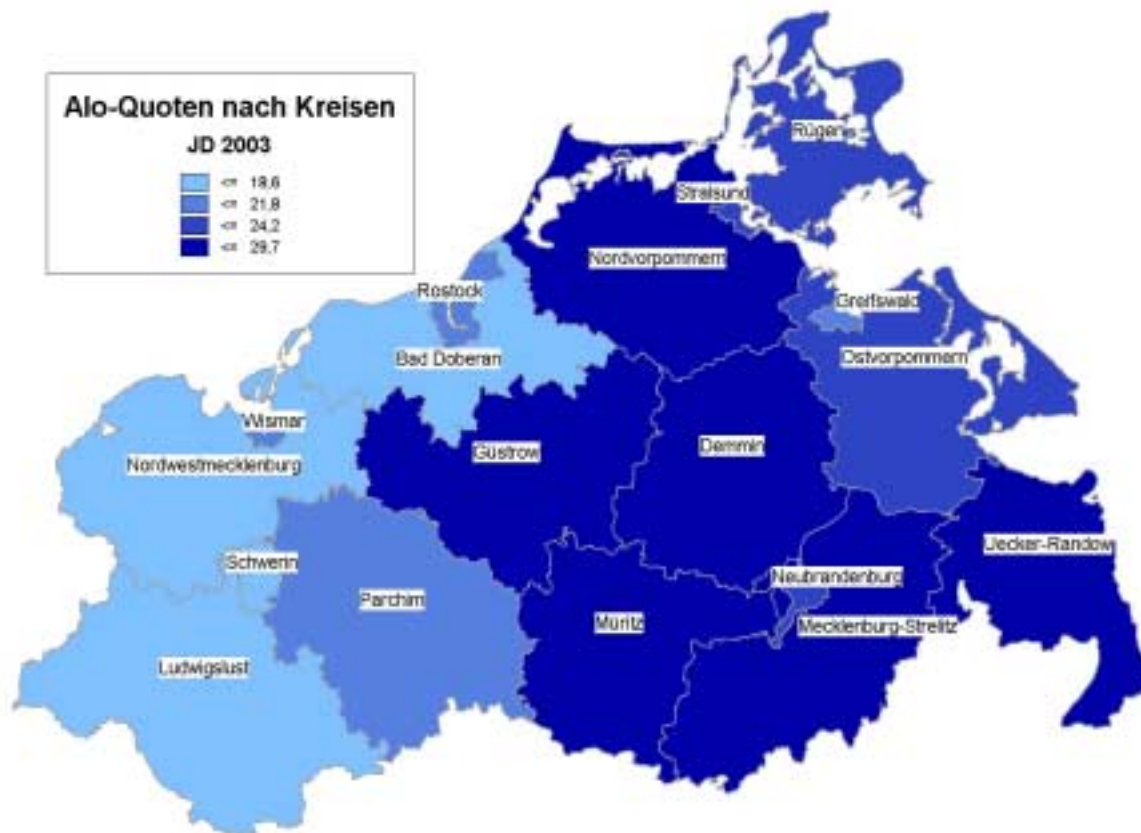 Alo-Quoten nach Kreisen
JD 2003
<= 19,6
<= 21,8
<= 24,2
<= 29,7
Rügen
Stralsund
Nordvorpommern
Rostock
Greifswald
Bad Doberan
Ostvorpommern
Wismar
Güstrow
Demmin
Nordwestmecklenburg
Uecker-Randow
Schwerin
Neubrandenburg
Parchim
Müritz
Mecklenburg-Strelitz
Ludwigslust